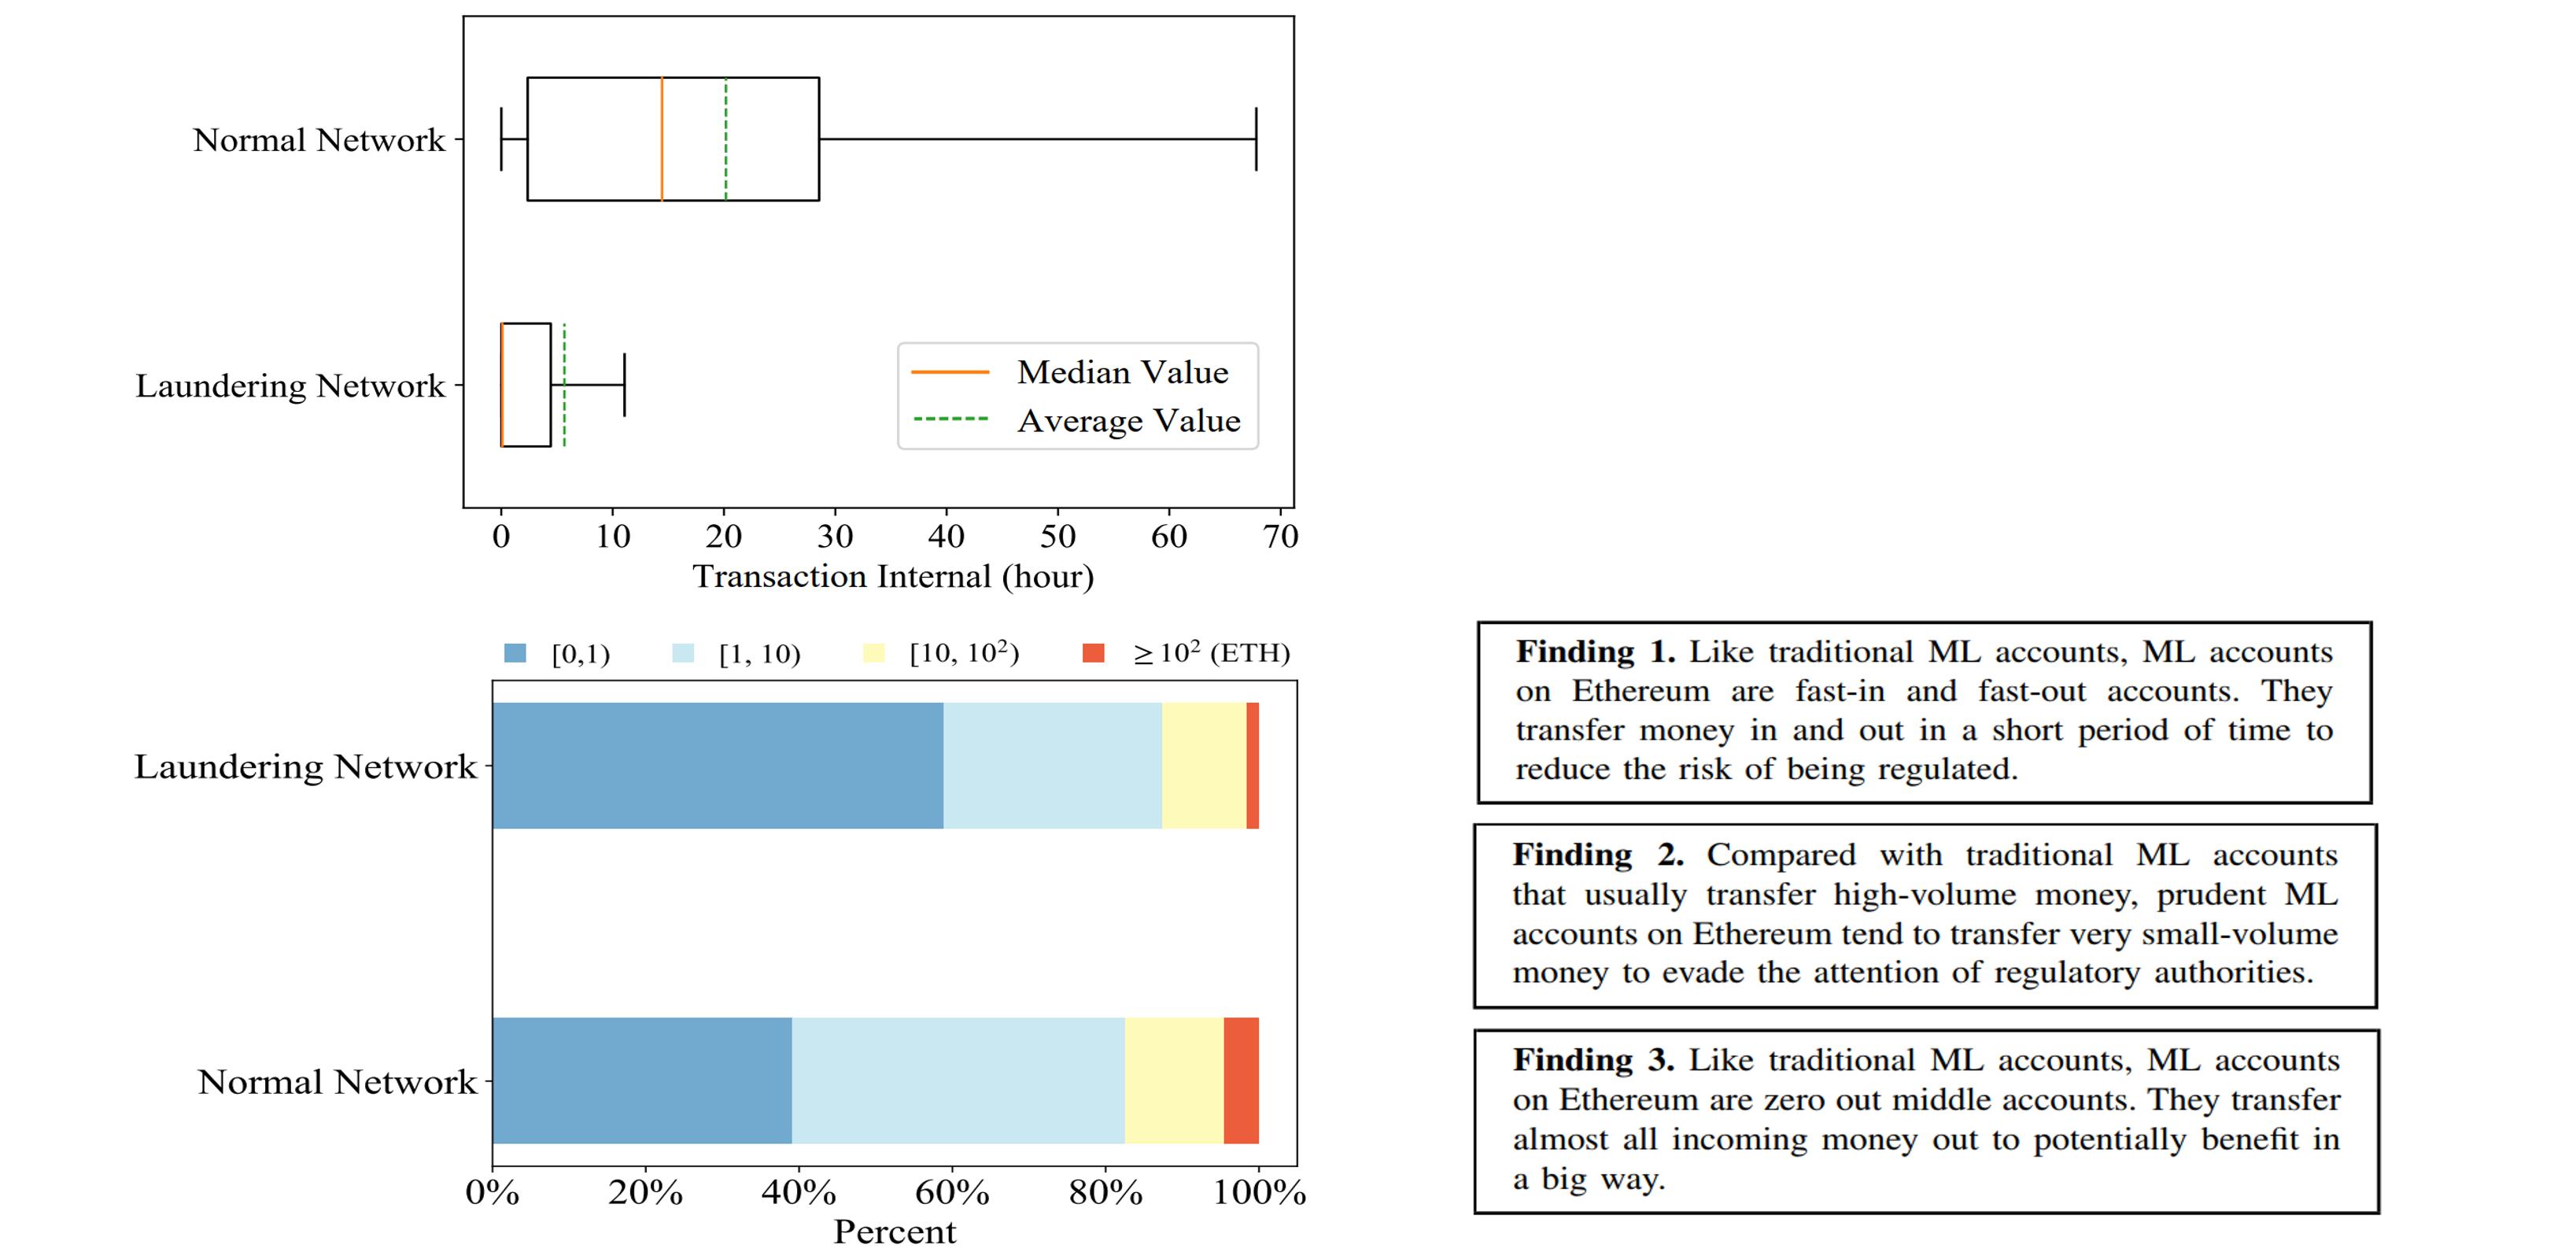 Normal Network
Laundering Network
Median Value
Average Value
0 10 20 30 40 50 60 70
Transaction Internal (hour)
[0,1) [1, 10) [10, 10²) ≥ 10² (ETH)
Laundering Network
Normal Network
0% 20% 40% 60% 80% 100%
Percent
Finding 1. Like traditional ML accounts, ML accounts
on Ethereum are fast-in and fast-out accounts. They
transfer money in and out in a short period of time to
reduce the risk of being regulated.
Finding 2. Compared with traditional ML accounts
that usually transfer high-volume money, prudent ML
accounts on Ethereum tend to transfer very small-volume
money to evade the attention of regulatory authorities.
Finding 3. Like traditional ML accounts, ML accounts
on Ethereum are zero out middle accounts. They transfer
almost all incoming money out to potentially benefit in
a big way.